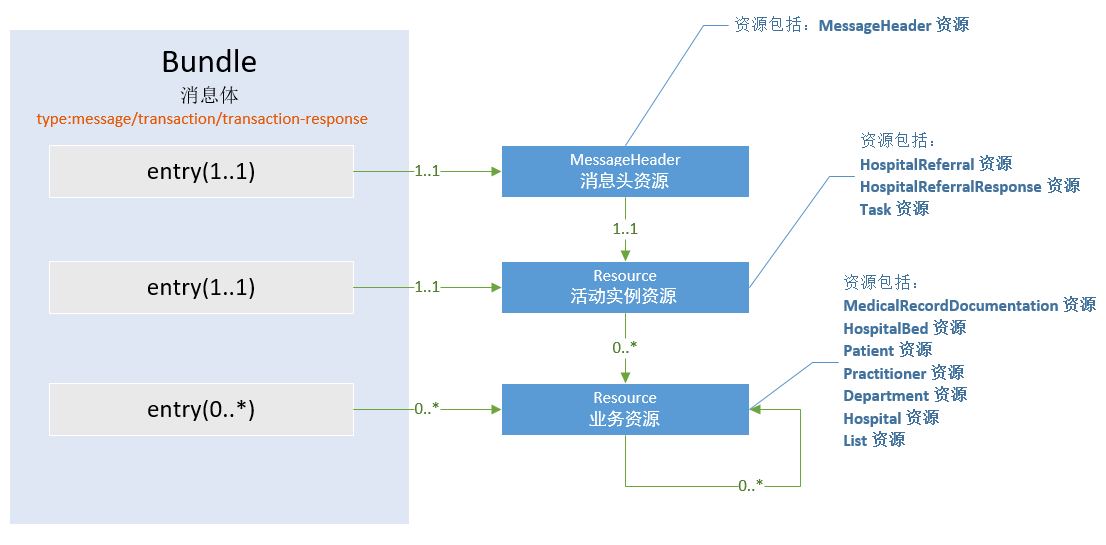 Bundle
消息体
type:message/transaction/transaction-response
entry(1..1)
1..1
MessageHeader
消息头资源
资源包括：MessageHeader 资源
1..1
entry(1..1)
1..1
Resource
活动实例资源
资源包括：
HospitalReferral 资源
HospitalReferralResponse 资源
Task 资源
0..*
entry(0..*)
0..*
Resource
业务资源
0..*
资源包括：
MedicalRecordDocumentation 资源
HospitalBed 资源
Patient 资源
Practitioner 资源
Department 资源
Hospital 资源
List 资源